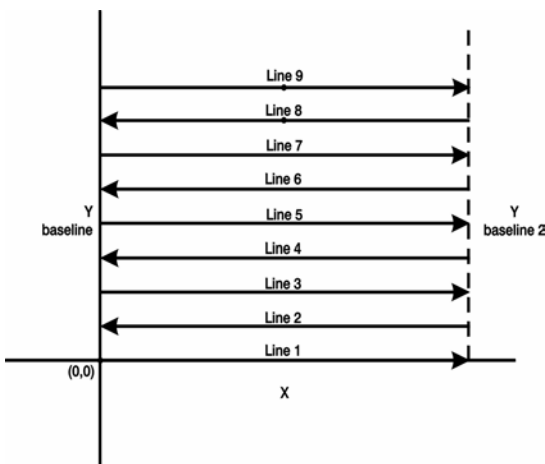 Line 9
Line 8
Line 7
Line 6
Y
baseline
Line 5
Y
baseline 2
Line 4
Line 3
Line 2
Line 1
(0,0)
X